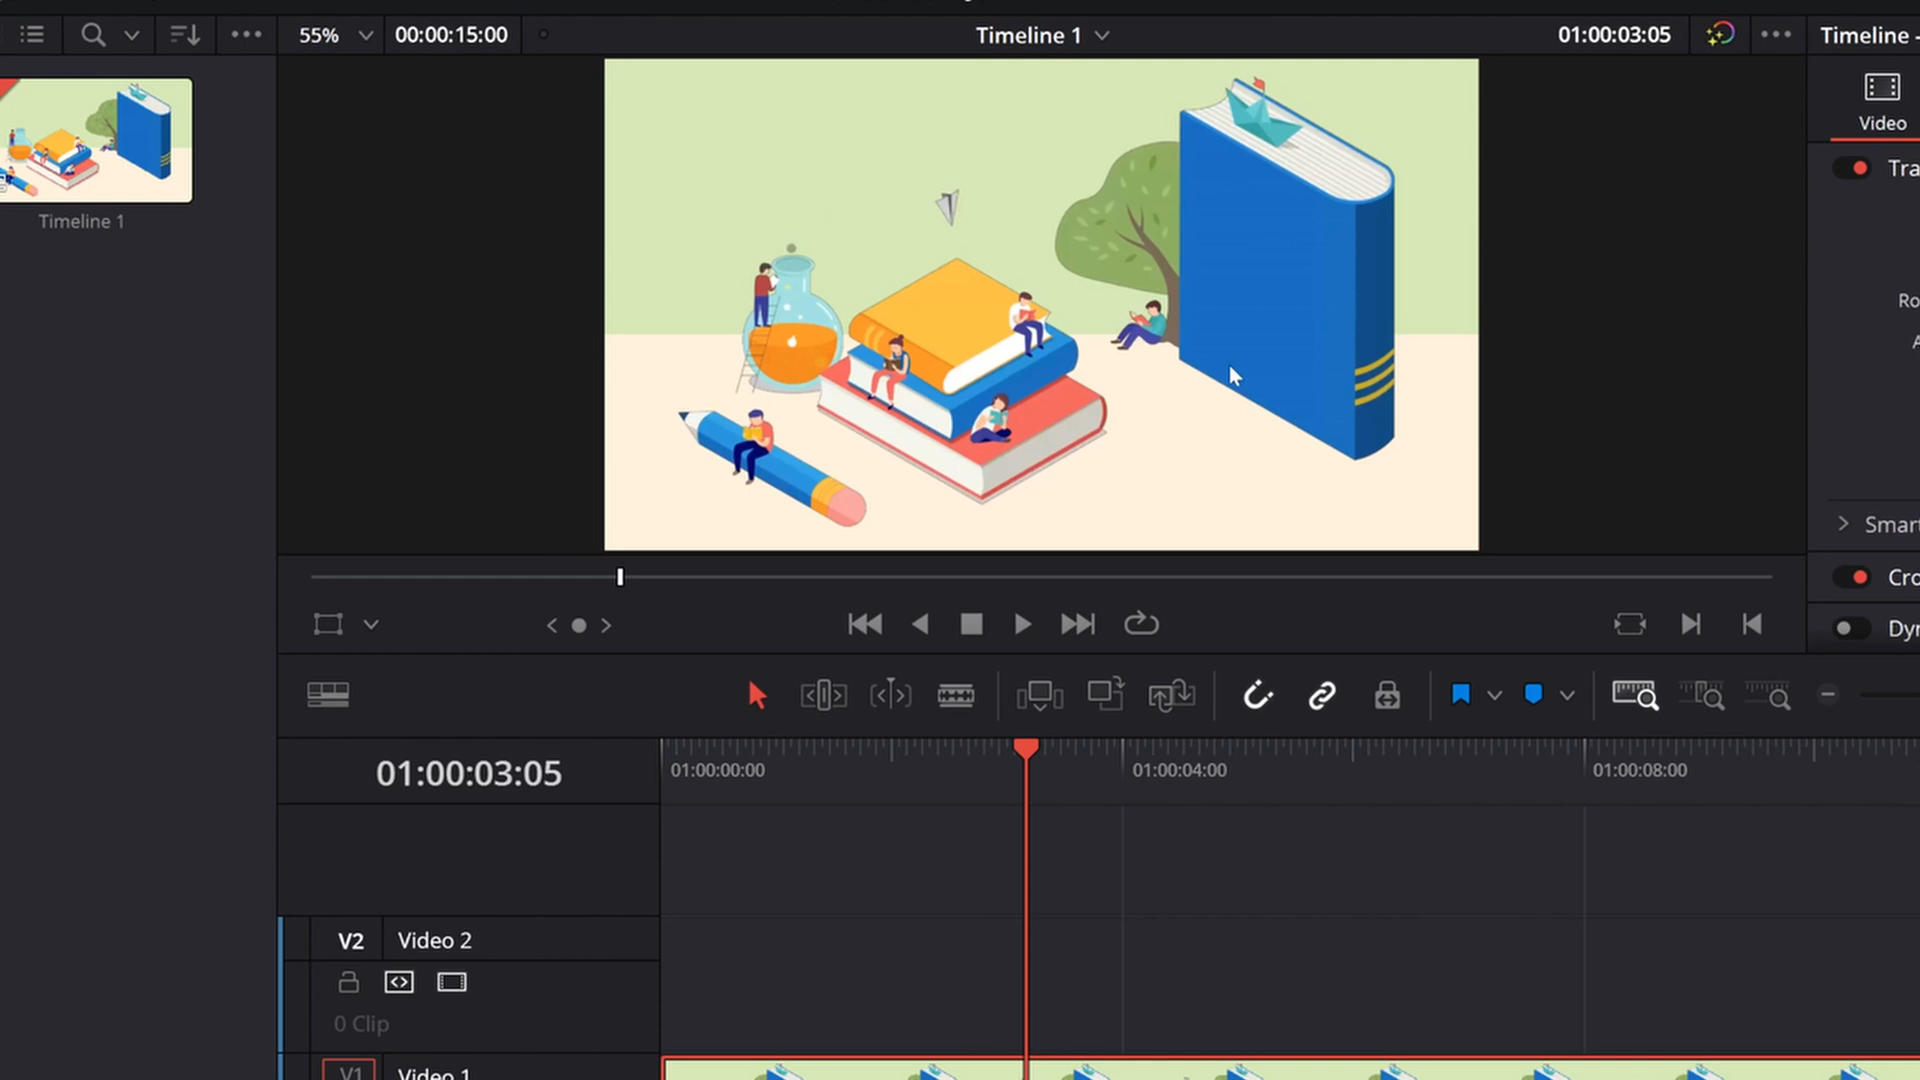 55%
00:00:15:00
Timeline 1
01:00:03:05
Timeline -
Video
Timeline 1
Tra
Ro
A
Smart
Cro
Dyn
01:00:03:05
01:00:00:00
01:00:04:00
01:00:08:00
V2
Video 2
0 Clip
V1
Video 1